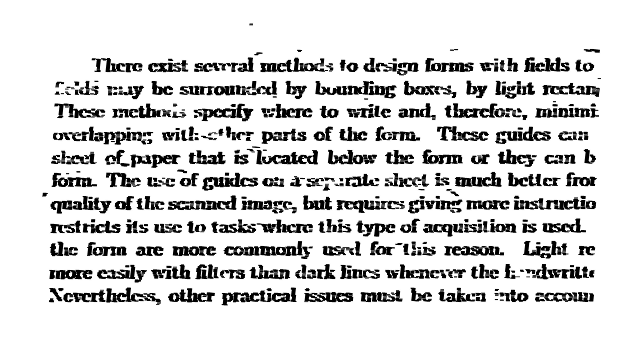 There exist several methods to design forms with fields to
fields may be surrounded by bounding boxes, by light rectan
These methods specify where to write and, therefore, minimi
overlapping with other parts of the form. These guides can
sheet of paper that is located below the form or they can b
form. The use of guides on a separate sheet is much better from
quality of the scanned image, but requires giving more instructio
restricts its use to tasks where this type of acquisition is used.
the form are more commonly used for this reason. Light re
more easily with filters than dark lines whenever the handwritte
Nevertheless, other practical issues must be taken into accoun